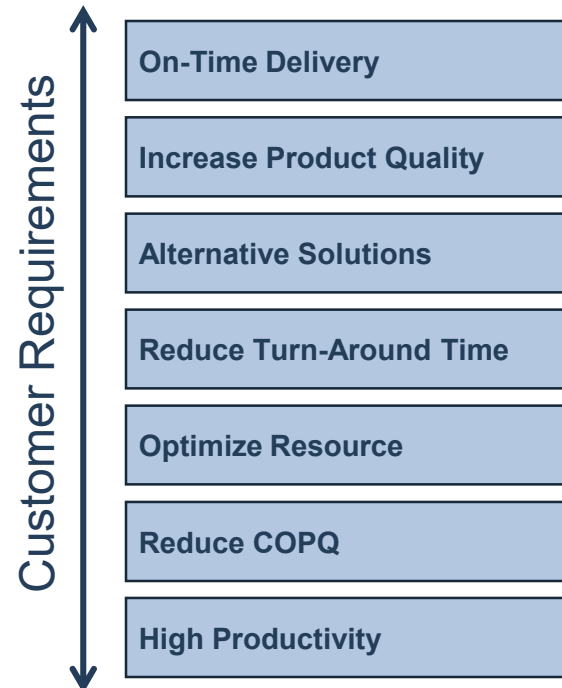 Customer Requirements
On-Time Delivery
Increase Product Quality
Alternative Solutions
Reduce Turn-Around Time
Optimize Resource
Reduce COPQ
High Productivity